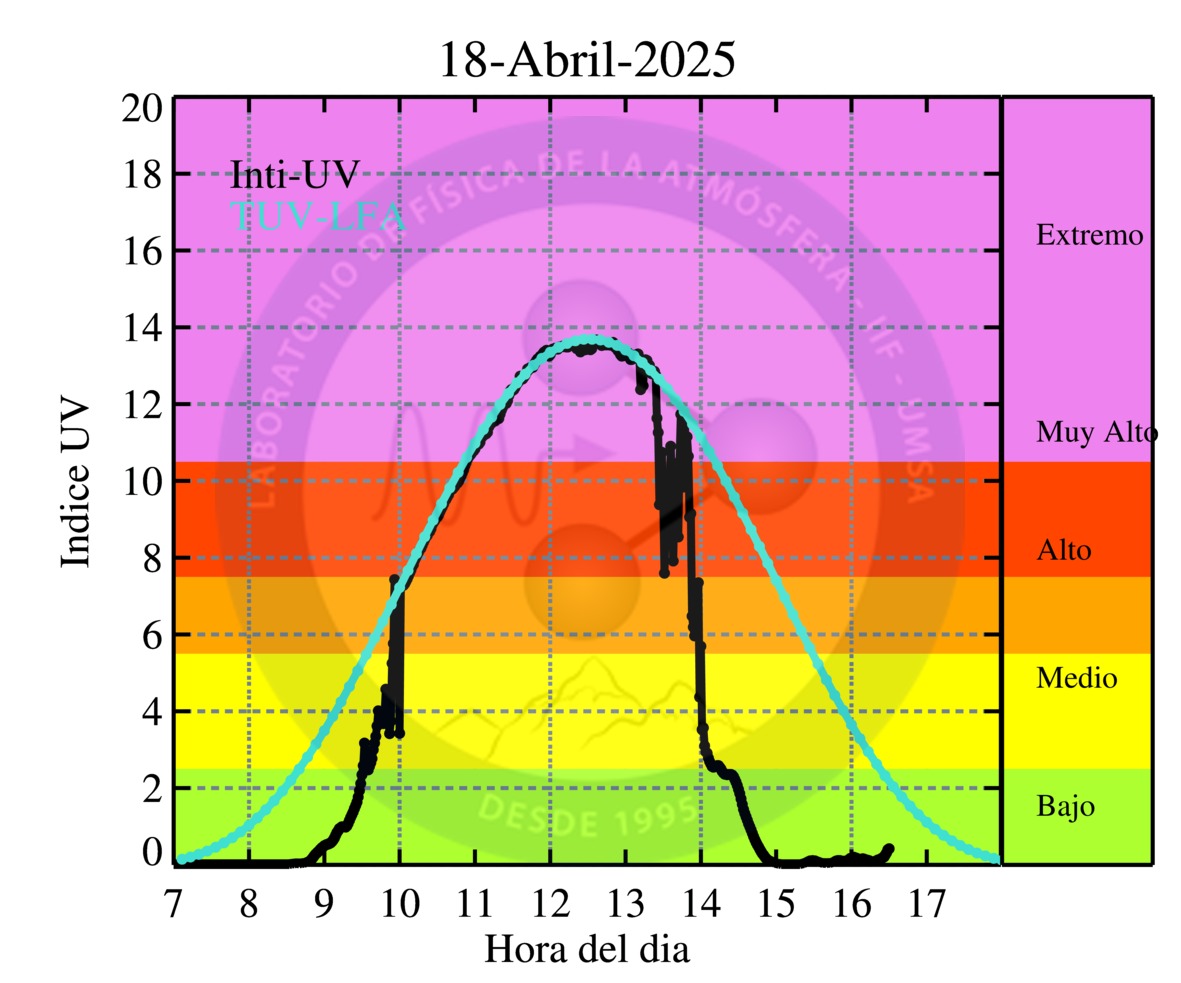 18-Abril-2025
Inti-UV
TUV-LFA
LABORATORIO DE FÍSICA DE LA ATMÓSFERA - IIF - UMSA
DESDE 1995
Indice UV
20
18
16
14
12
10
8
6
4
2
0
7 8 9 10 11 12 13 14 15 16 17
Hora del dia
Extremo
Muy Alto
Alto
Medio
Bajo